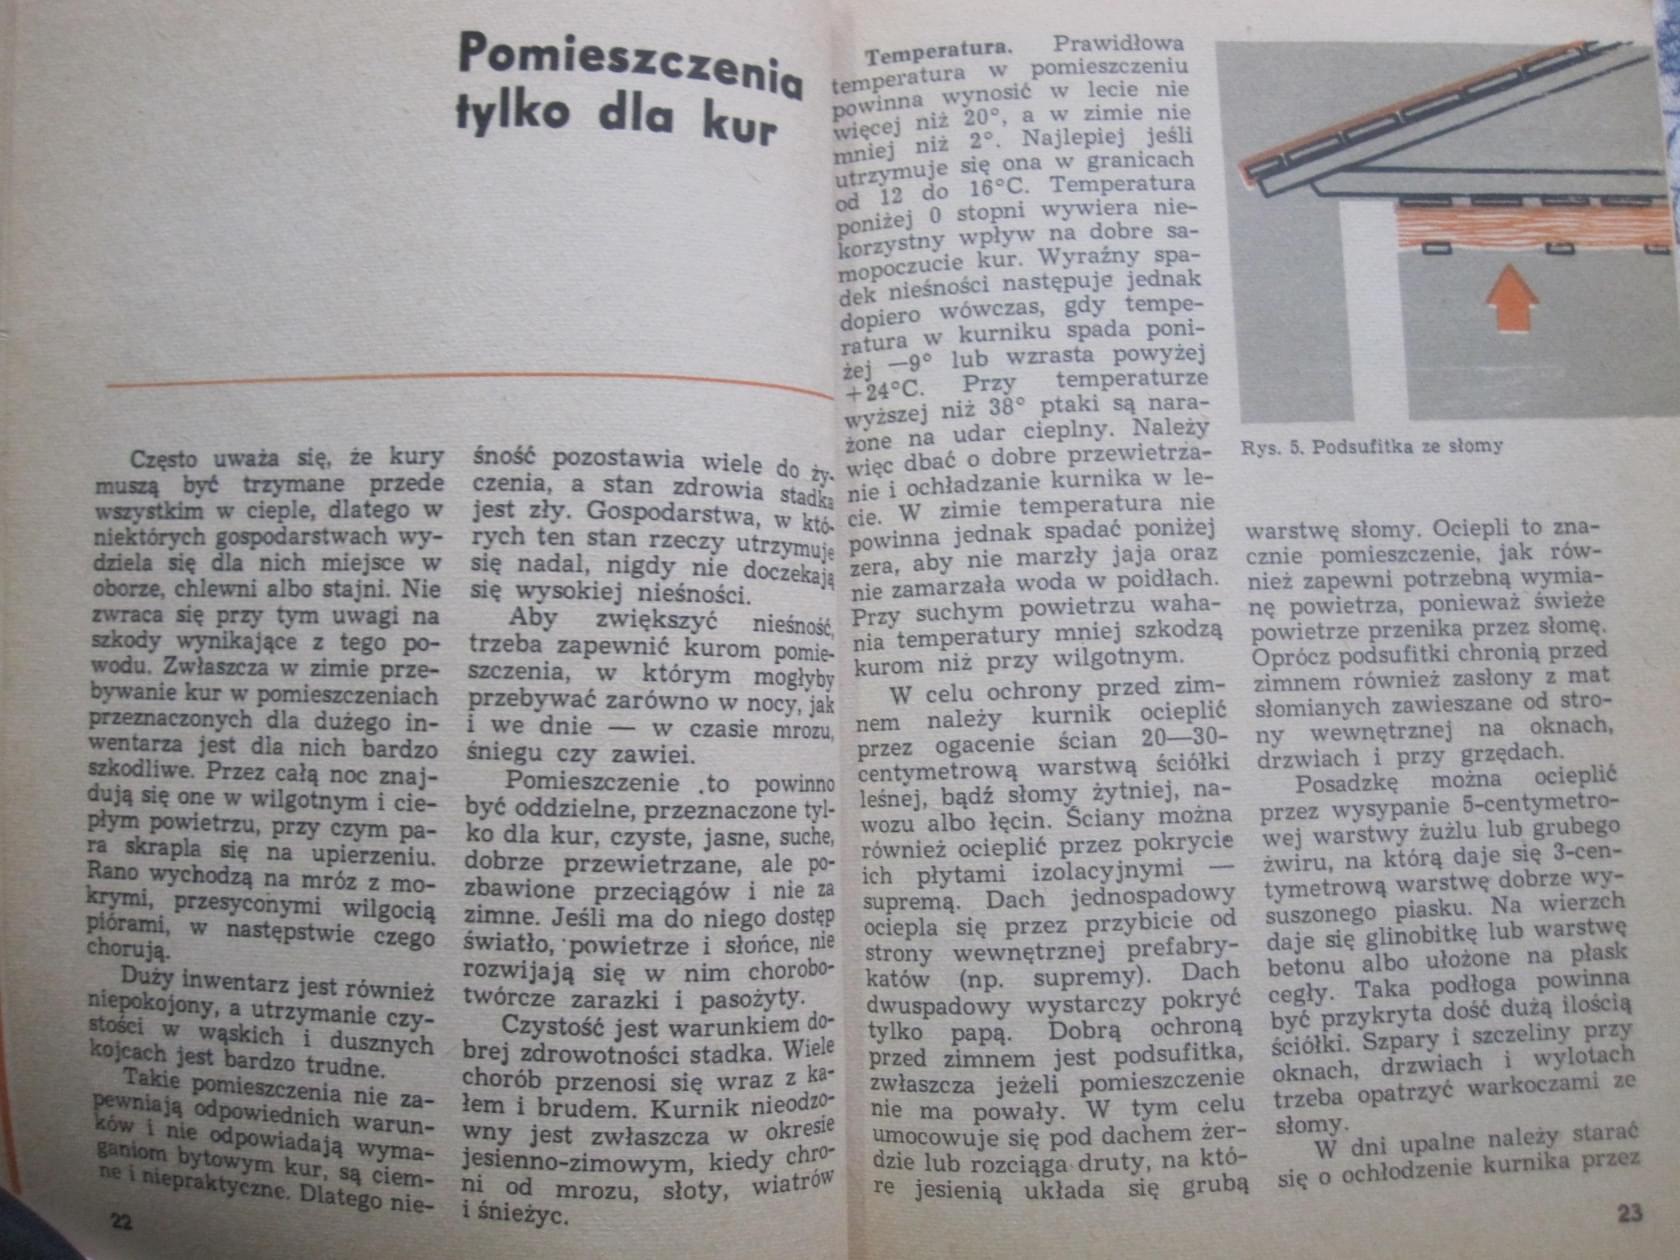 Pomieszczenia
tylko dla kur
Często uważa się, że kury
muszą być trzymane przede
wszystkim w cieple, dlatego w
niektórych gospodarstwach wy-
dziela się dla nich miejsce w
oborze, chlewni albo stajni. Nie
zwraca się przy tym uwagi na
szkody wynikające z tego po-
wodu. Zwłaszcza w zimie prze-
bywanie kur w pomieszczeniach
przeznaczonych dla dużego in-
wentarza jest dla nich bardzo
szkodliwe. Przez całą noc znaj-
dują się one w wilgotnym i cie-
płym powietrzu, przy czym pa-
ra skrapla się na upierzeniu.
Rano wychodzą na mróz z mo-
krymi, przesyconymi wilgocią
piórami, w następstwie czego
chorują.
Duży inwentarz jest również
niepokojony, a utrzymanie czy-
stości w wąskich i dusznych
kojcach jest bardzo trudne.
Takie pomieszczenia nie za-
pewniają odpowiednich warun-
ków i nie odpowiadają wyma-
ganiom bytowym kur, są ciem-
ne i niepraktyczne. Dlatego nie-
śność pozostawia wiele do ży-
czenia, a stan zdrowia stadka
jest zły. Gospodarstwa, w któ-
rych ten stan rzeczy utrzymuje
się nadal, nigdy nie doczekają
się wysokiej nieśności.
Aby zwiększyć nieśność,
trzeba zapewnić kurom pomie-
szczenia, w którym mogłyby
przebywać zarówno w nocy, jak
i we dnie — w czasie mrozu,
śniegu czy zawiei.
Pomieszczenie to powinno
być oddzielne, przeznaczone tyl-
ko dla kur, czyste, jasne, suche,
dobrze przewietrzane, ale po-
zbawione przeciągów i nie za
zimne. Jeśli ma do niego dostęp
światło, powietrze i słońce, nie
rozwijają się w nim chorobo-
twórcze zarazki i pasożyty.
Czystość jest warunkiem do-
brej zdrowotności stadka. Wiele
chorób przenosi się wraz z ka-
łem i brudem. Kurnik nieodzo-
wny jest zwłaszcza w okresie
jesienno-zimowym, kiedy chro-
ni od mrozu, słoty, wiatrów
i śnieżyc.
22
Temperatura. Prawidłowa
temperatura w pomieszczeniu
powinna wynosić w lecie nie
więcej niż 20°, a w zimie nie
mniej niż 2°. Najlepiej jeśli
utrzymuje się ona w granicach
od 12 do 16°C. Temperatura
poniżej 0 stopni wywiera nie-
korzystny wpływ na dobre sa-
mopoczucie kur. Wyraźny spa-
dek nieśności następuje jednak
dopiero wówczas, gdy tempe-
ratura w kurniku spada poni-
żej —9° lub wzrasta powyżej
+24°C. Przy temperaturze
wyższej niż 38° ptaki są nara-
żone na udar cieplny. Należy
więc dbać o dobre przewietrza-
nie i ochładzanie kurnika w le-
cie. W zimie temperatura nie
powinna jednak spadać poniżej
zera, aby nie marzły jaja oraz
nie zamarzała woda w poidłach.
Przy suchym powietrzu waha-
nia temperatury mniej szkodzą
kurom niż przy wilgotnym.
W celu ochrony przed zim-
nem należy kurnik ocieplić
przez ogacenie ścian 20—30-
centymetrową warstwą ściółki
leśnej, bądź słomy żytniej, na-
wozu albo łęcin. Ściany można
również ocieplić przez pokrycie
ich płytami izolacyjnymi —
supremą. Dach jednospadowy
ociepla się przez przybicie od
strony wewnętrznej prefabry-
katów (np. supremy). Dach
dwuspadowy wystarczy pokryć
tylko papą. Dobrą ochroną
przed zimnem jest podsufitka,
zwłaszcza jeżeli pomieszczenie
nie ma powały. W tym celu
umocowuje się pod dachem żer-
dzie lub rozciąga druty, na któ-
re jesienią układa się grubą
Rys. 5. Podsufitka ze słomy
warstwę słomy. Ociepli to zna-
cznie pomieszczenie, jak rów-
nież zapewni potrzebną wymia-
nę powietrza, ponieważ świeże
powietrze przenika przez słomę.
Oprócz podsufitki chronią przed
zimnem również zasłony z mat
słomianych zawieszane od stro-
ny wewnętrznej na oknach,
drzwiach i przy grzędach.
Posadzkę można ocieplić
przez wysypanie 5-centymetro-
wej warstwy żużlu lub grubego
żwiru, na którą daje się 3-cen-
tymetrową warstwę dobrze wy-
suszonego piasku. Na wierzch
daje się glinobitkę lub warstwę
betonu albo ułożone na płask
cegły. Taka podłoga powinna
być przykryta dość dużą ilością
ściółki. Szpary i szczeliny przy
oknach, drzwiach i wylotach
trzeba opatrzyć warkoczami ze
słomy.
W dni upalne należy starać
się o ochłodzenie kurnika przez
23